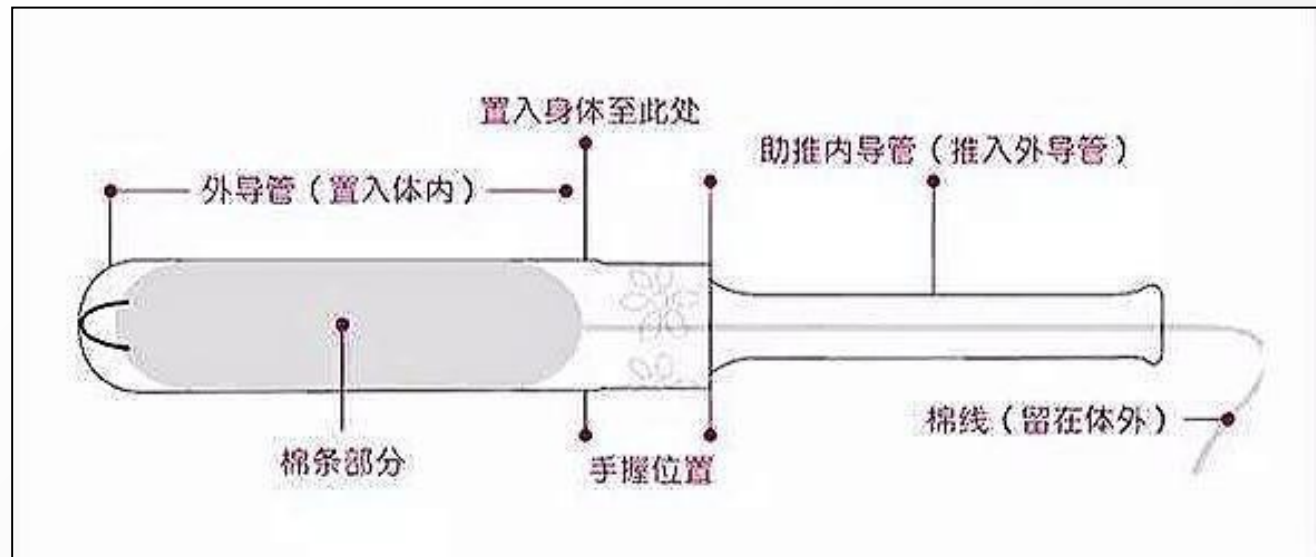 置入身体至此处
助推内导管（推入外导管）
外导管（置入体内）
棉线（留在体外）
棉条部分
手握位置